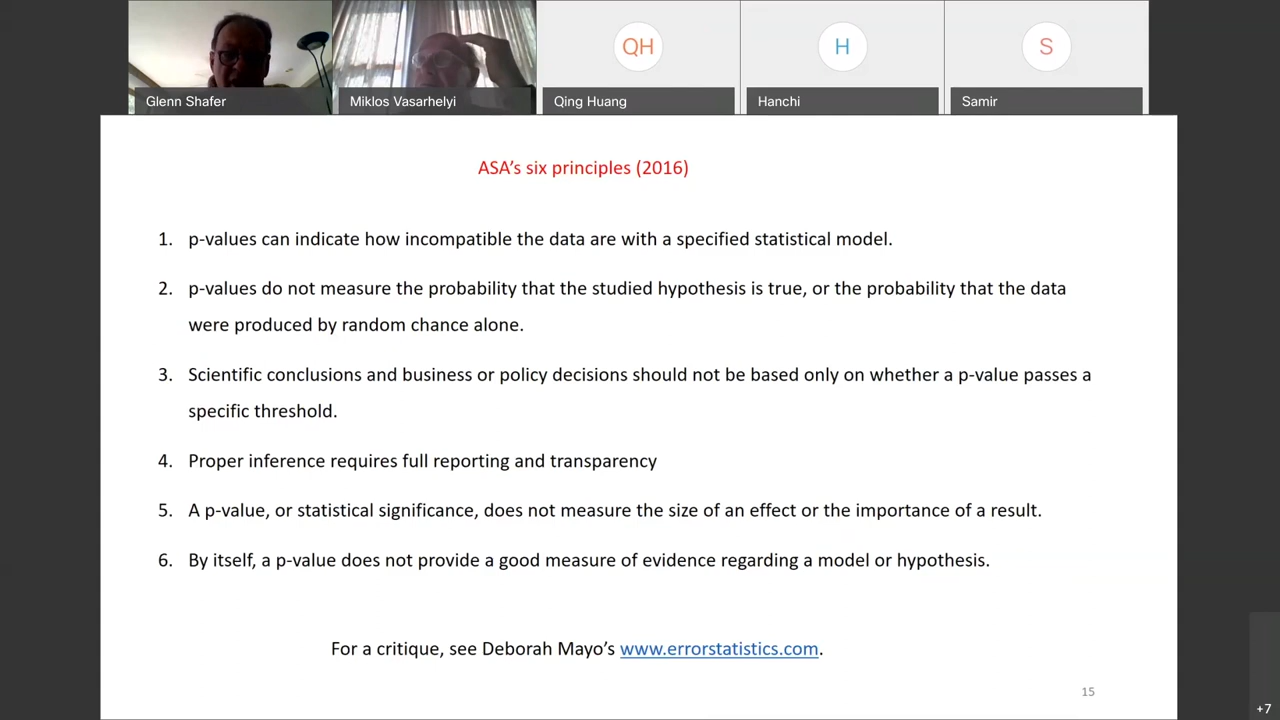 QH
H
S
Glenn Shafer
Miklos Vasarhelyi
Qing Huang
Hanchi
Samir
ASA’s six principles (2016)
1. p-values can indicate how incompatible the data are with a specified statistical model.
2. p-values do not measure the probability that the studied hypothesis is true, or the probability that the data
were produced by random chance alone.
3. Scientific conclusions and business or policy decisions should not be based only on whether a p-value passes a
specific threshold.
4. Proper inference requires full reporting and transparency
5. A p-value, or statistical significance, does not measure the size of an effect or the importance of a result.
6. By itself, a p-value does not provide a good measure of evidence regarding a model or hypothesis.
For a critique, see Deborah Mayo’s www.errorstatistics.com.
15
+7